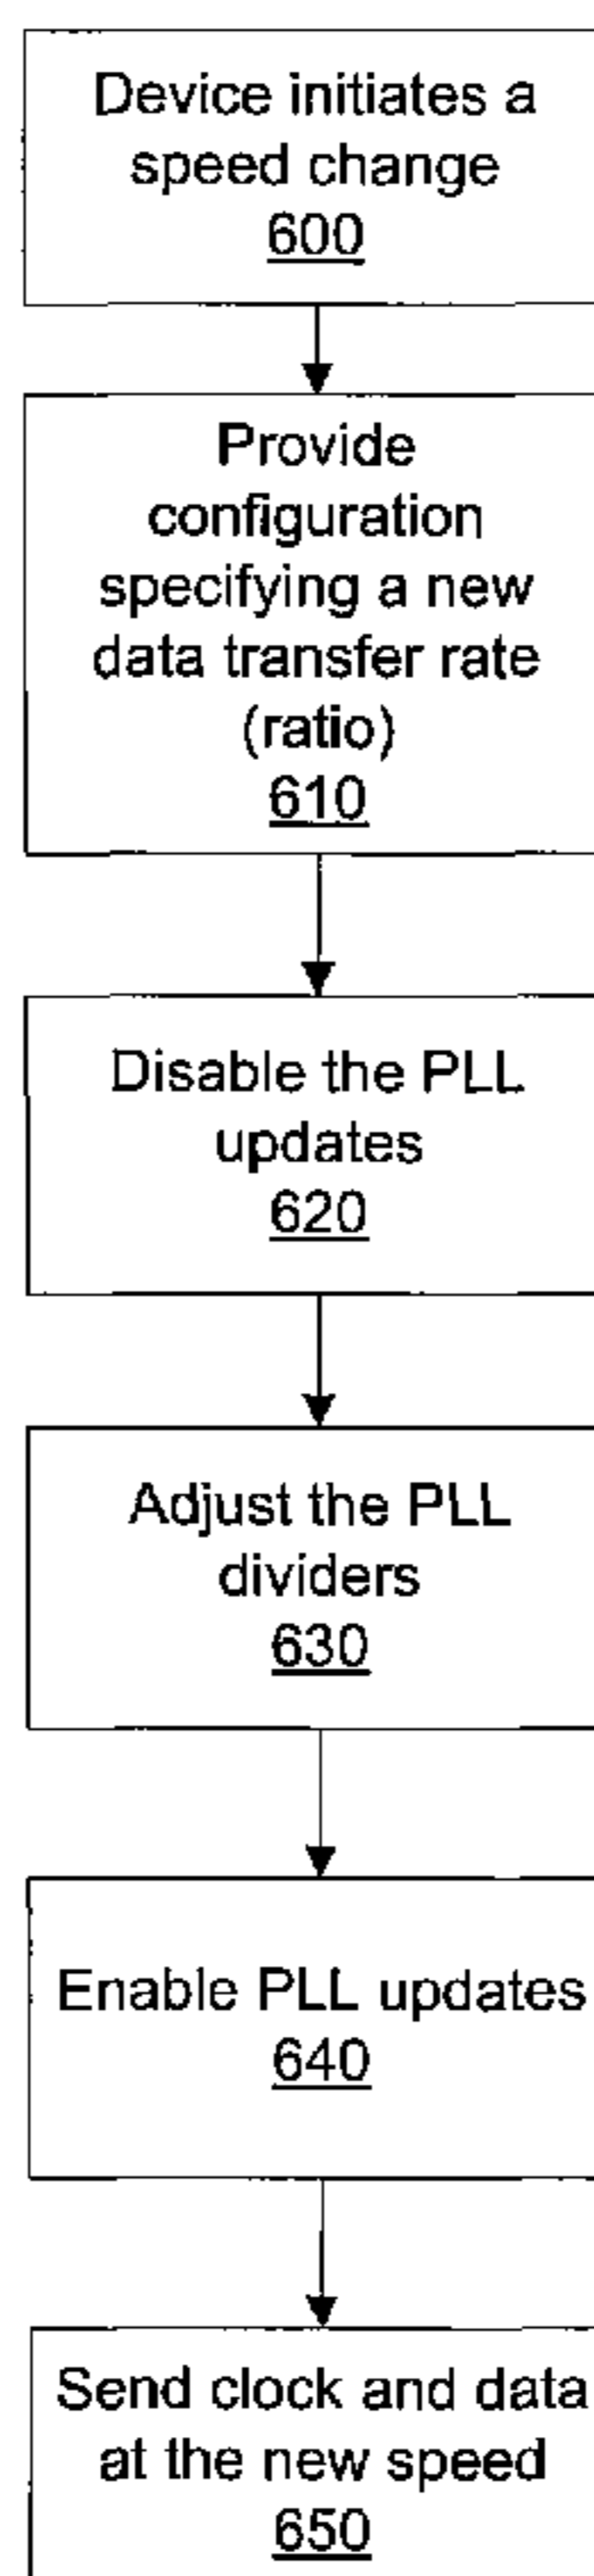 Device initiates a
speed change
600
Provide
configuration
specifying a new
data transfer rate
(ratio)
610
Disable the PLL
updates
620
Adjust the PLL
dividers
630
Enable PLL updates
640
Send clock and data
at the new speed
650